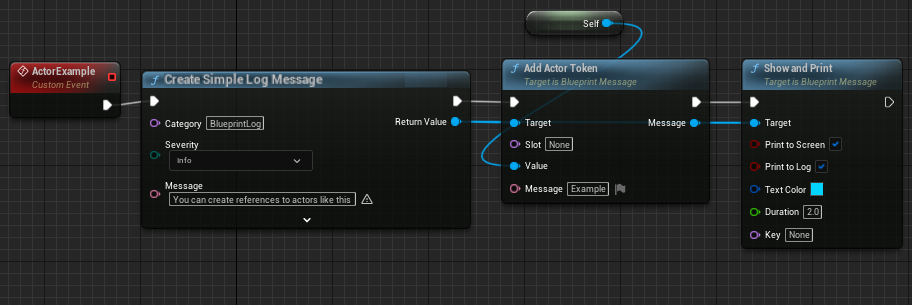 Self
ActorExample
Custom Event
Create Simple Log Message
Category BlueprintLog
Return Value
Severity
Info
Message
You can create references to actors like this
Add Actor Token
Target is Blueprint Message
Target
Message
Slot None
Value
Message Example
Show and Print
Target is Blueprint Message
Target
Print to Screen
Print to Log
Text Color
Duration 2.0
Key None